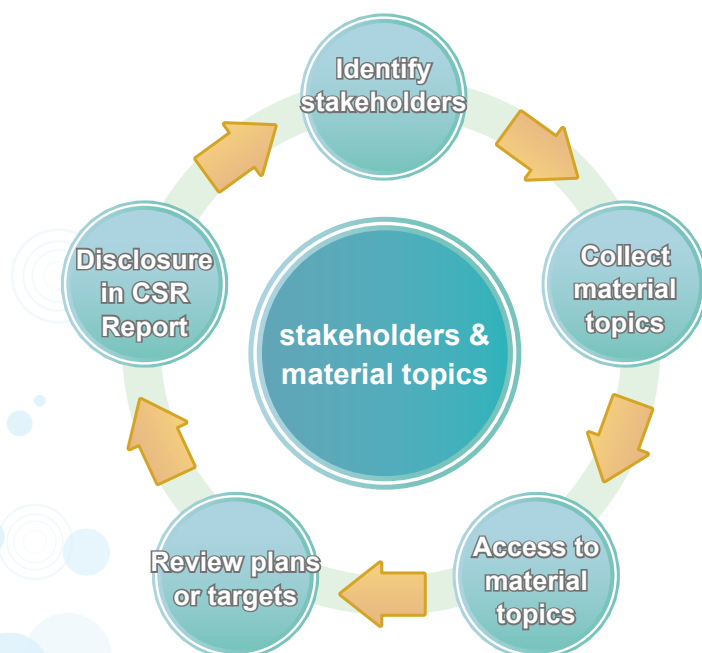 Identify
stakeholders
Collect
material
topics
Access to
material
topics
Review plans
or targets
Disclosure
in CSR
Report
stakeholders &
material topics